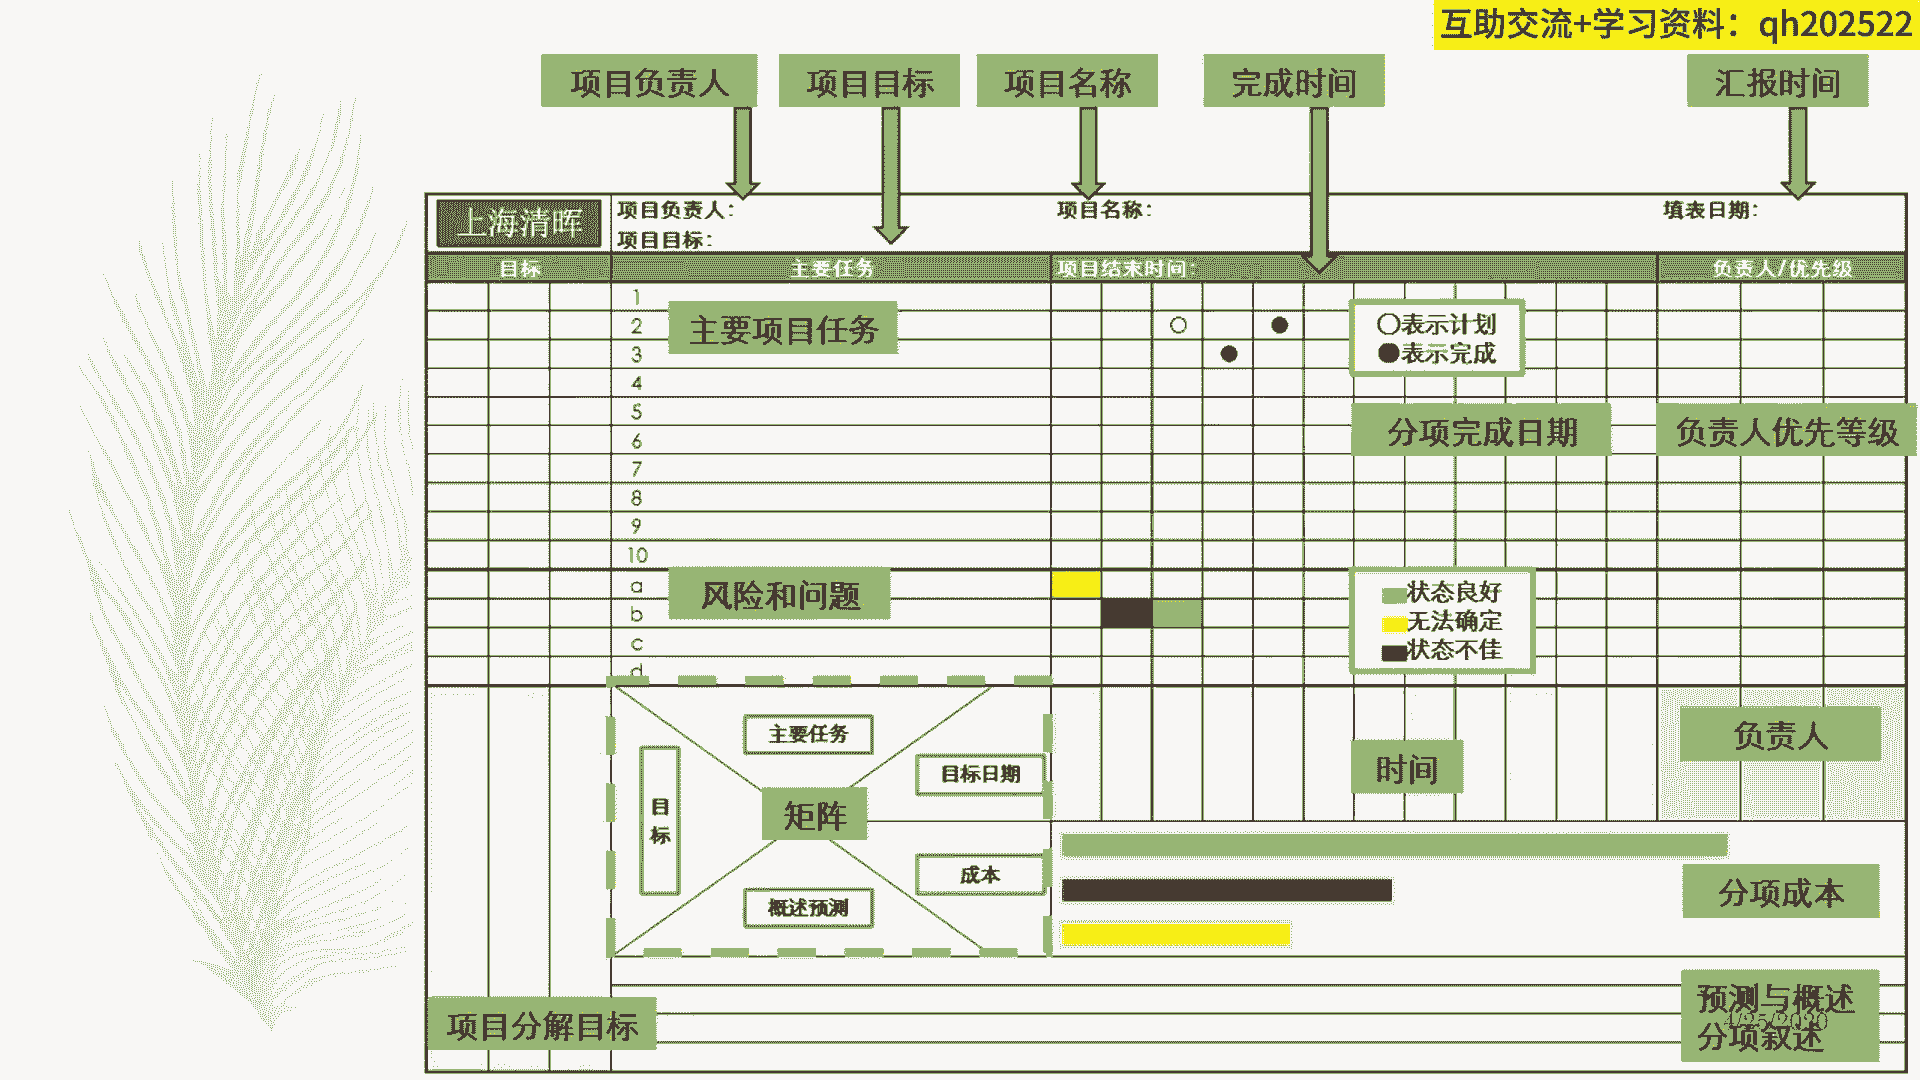 互助交流+学习资料：qh202522
项目负责人
项目目标
项目名称
完成时间
汇报时间
上海清晖
项目负责人：
项目名称：
填表日期：
项目目标：
目标
主要任务
项目结束时间：
负责人/优先级
1
2
3
4
5
6
7
8
9
10
a
b
c
d
主要项目任务
○表示计划
●表示完成
分项完成日期
负责人优先等级
风险和问题
状态良好
无法确定
状态不佳
主要任务
目标日期
目标
矩阵
成本
概述预测
时间
负责人
分项成本
项目分解目标
预测与概述
4/25/2020
分项叙述